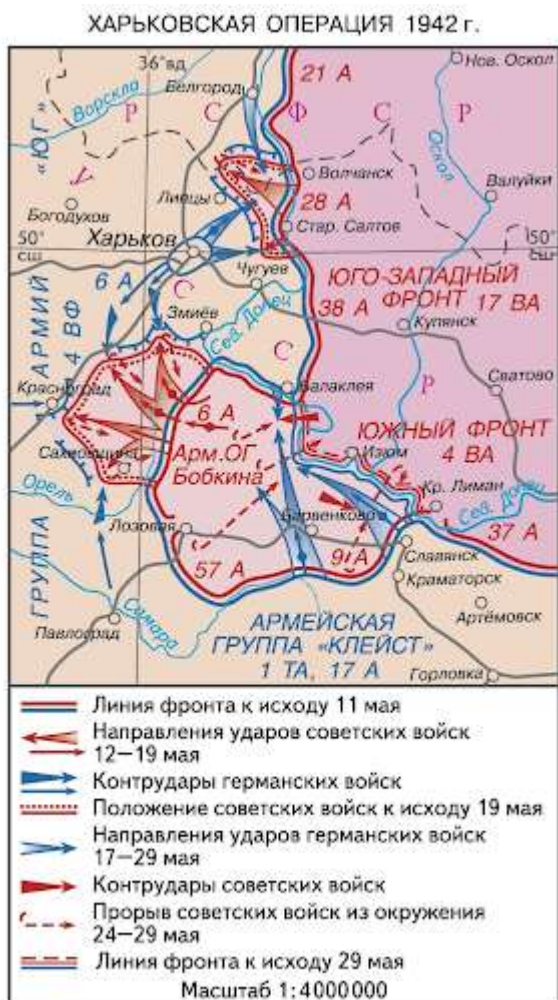 ХАРЬКОВСКАЯ ОПЕРАЦИЯ 1942 г.
36°вд
21 А
Нов. Оскол
Белгород
Ворскла
Р
С
Ф
С
Р
Оскол
"ЮГ"
У
Липцы
Волчанск
Валуйки
28 А
Богодухов
Стар. Салтов
50°
сш
Харьков
50°
сш
Чугуев
ЮГО-ЗАПАДНЫЙ
ФРОНТ 17 ВА
6 А
С
38 А
Змиёв
Сев. Донец
Купянск
АРМИЙ
4 ВФ
С
Р
Сватово
Красноград
Балаклея
6 А
ЮЖНЫЙ ФРОНТ
4 ВА
Арм.ОГ
Бобкина
Изюм
Сахновщина
Кр. Лиман
Орель
Сев. Донец
Лозовая
Барвенково
37 А
9 А
Славянск
57 А
Краматорск
ГРУППА
Самара
Артёмовск
Павлоград
АРМЕЙСКАЯ
ГРУППА «КЛЕЙСТ»
1 ТА, 17 А
Горловка
Линия фронта к исходу 11 мая
Направления ударов советских войск
12–19 мая
Контрудары германских войск
Положение советских войск к исходу 19 мая
Направления ударов германских войск
17–29 мая
Контрудары советских войск
Прорыв советских войск из окружения
24–29 мая
Линия фронта к исходу 29 мая
Масштаб 1:4000000